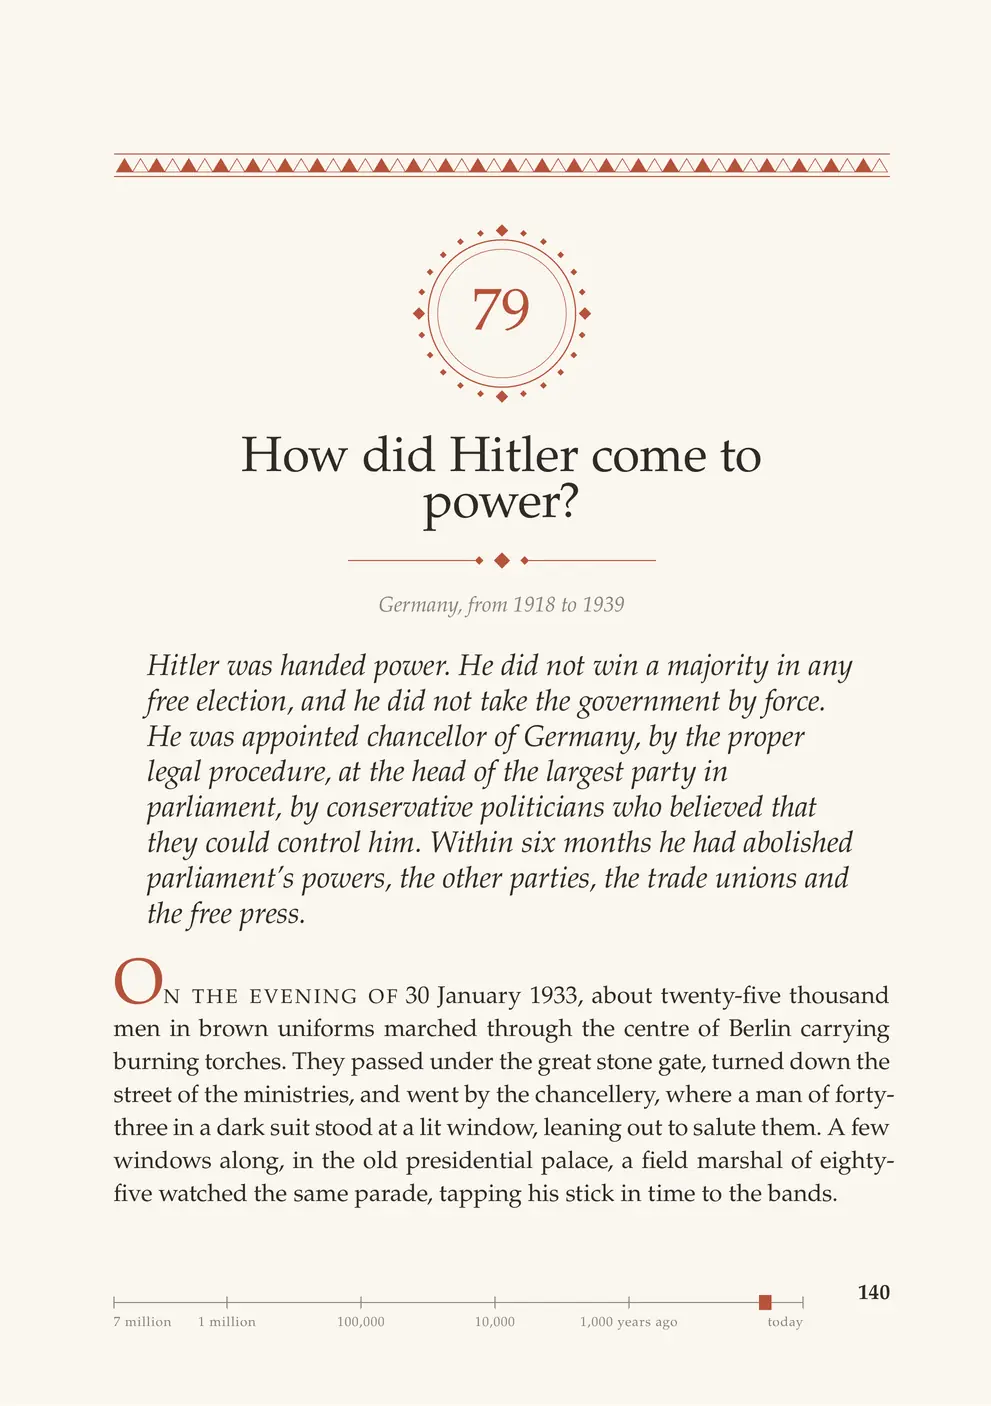 79
How did Hitler come to
power?
Germany, from 1918 to 1939
Hitler was handed power. He did not win a majority in any
free election, and he did not take the government by force.
He was appointed chancellor of Germany, by the proper
legal procedure, at the head of the largest party in
parliament, by conservative politicians who believed that
they could control him. Within six months he had abolished
parliament’s powers, the other parties, the trade unions and
the free press.
ON THE EVENING OF 30 January 1933, about twenty-five thousand
men in brown uniforms marched through the centre of Berlin carrying
burning torches. They passed under the great stone gate, turned down the
street of the ministries, and went by the chancellery, where a man of forty-
three in a dark suit stood at a lit window, leaning out to salute them. A few
windows along, in the old presidential palace, a field marshal of eighty-
five watched the same parade, tapping his stick in time to the bands.
140
7 million 1 million 100,000 10,000 1,000 years ago today